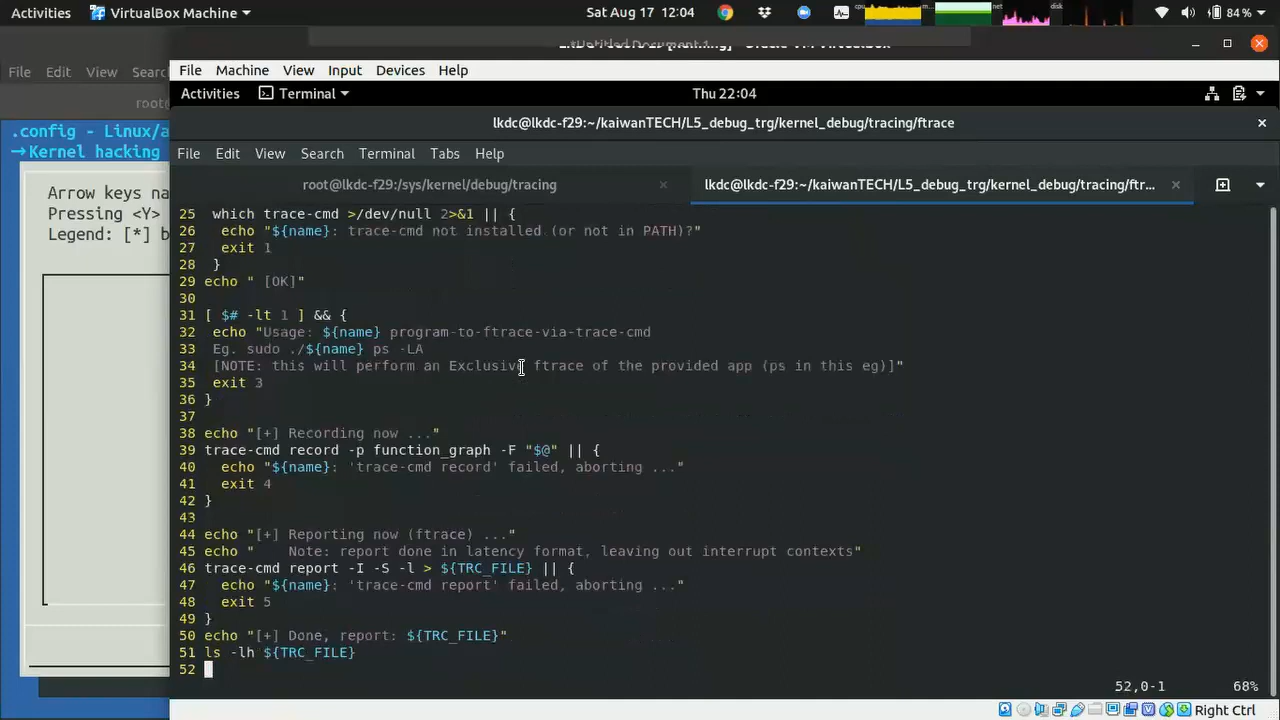 Activities VirtualBox Machine Sat Aug 17 12:04 cpu m net disk 84 %
*Untitled Document 1
File Edit View Searc
root@
.config - Linux/a
→Kernel hacking
Arrow keys na
Pressing <Y>
Legend: [*] b
File Machine View Input Devices Help
Activities Terminal Thu 22:04
lkdc@lkdc-f29:~/kaiwanTECH/L5_debug_trg/kernel_debug/tracing/ftrace
File Edit View Search Terminal Tabs Help
root@lkdc-f29:/sys/kernel/debug/tracing lkdc@lkdc-f29:~/kaiwanTECH/L5_debug_trg/kernel_debug/tracing/ftr...
25 which trace-cmd >/dev/null 2>&1 || {
26 echo "${name}: trace-cmd not installed (or not in PATH)?"
27 exit 1
28 }
29 echo " [OK]"
30
31 [ $# -lt 1 ] && {
32 echo "Usage: ${name} program-to-ftrace-via-trace-cmd
33 Eg. sudo ./${name} ps -LA
34 [NOTE: this will perform an Exclusive ftrace of the provided app (ps in this eg)]"
35 exit 3
36 }
37
38 echo "[+] Recording now ..."
39 trace-cmd record -p function_graph -F "$@" || {
40 echo "${name}: 'trace-cmd record' failed, aborting ..."
41 exit 4
42 }
43
44 echo "[+] Reporting now (ftrace) ..."
45 echo " Note: report done in latency format, leaving out interrupt contexts"
46 trace-cmd report -I -S -l > ${TRC_FILE} || {
47 echo "${name}: 'trace-cmd report' failed, aborting ..."
48 exit 5
49 }
50 echo "[+] Done, report: ${TRC_FILE}"
51 ls -lh ${TRC_FILE}
52
52,0-1 68%
Right Ctrl